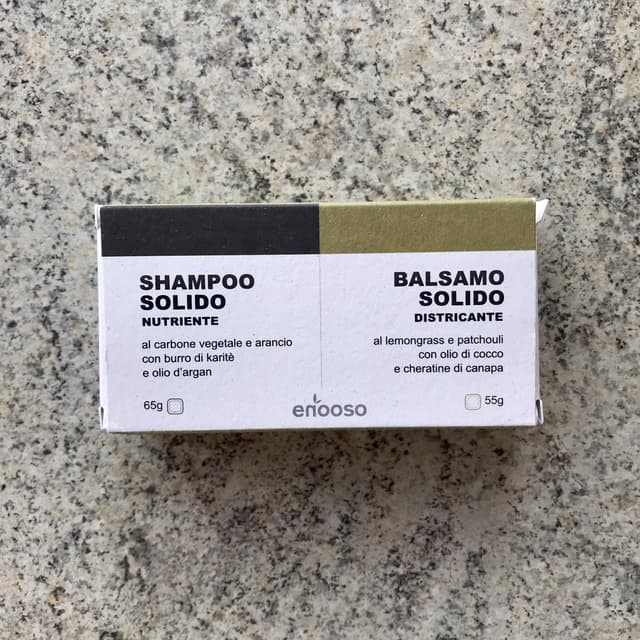 SHAMPOO
SOLIDO
NUTRIENTE
al carbone vegetale e arancio
con burro di karitè
e olio d'argan
65g
BALSAMO
SOLIDO
DISTRICANTE
al lemongrass e patchouli
con olio di cocco
e cheratine di canapa
55g
enooso